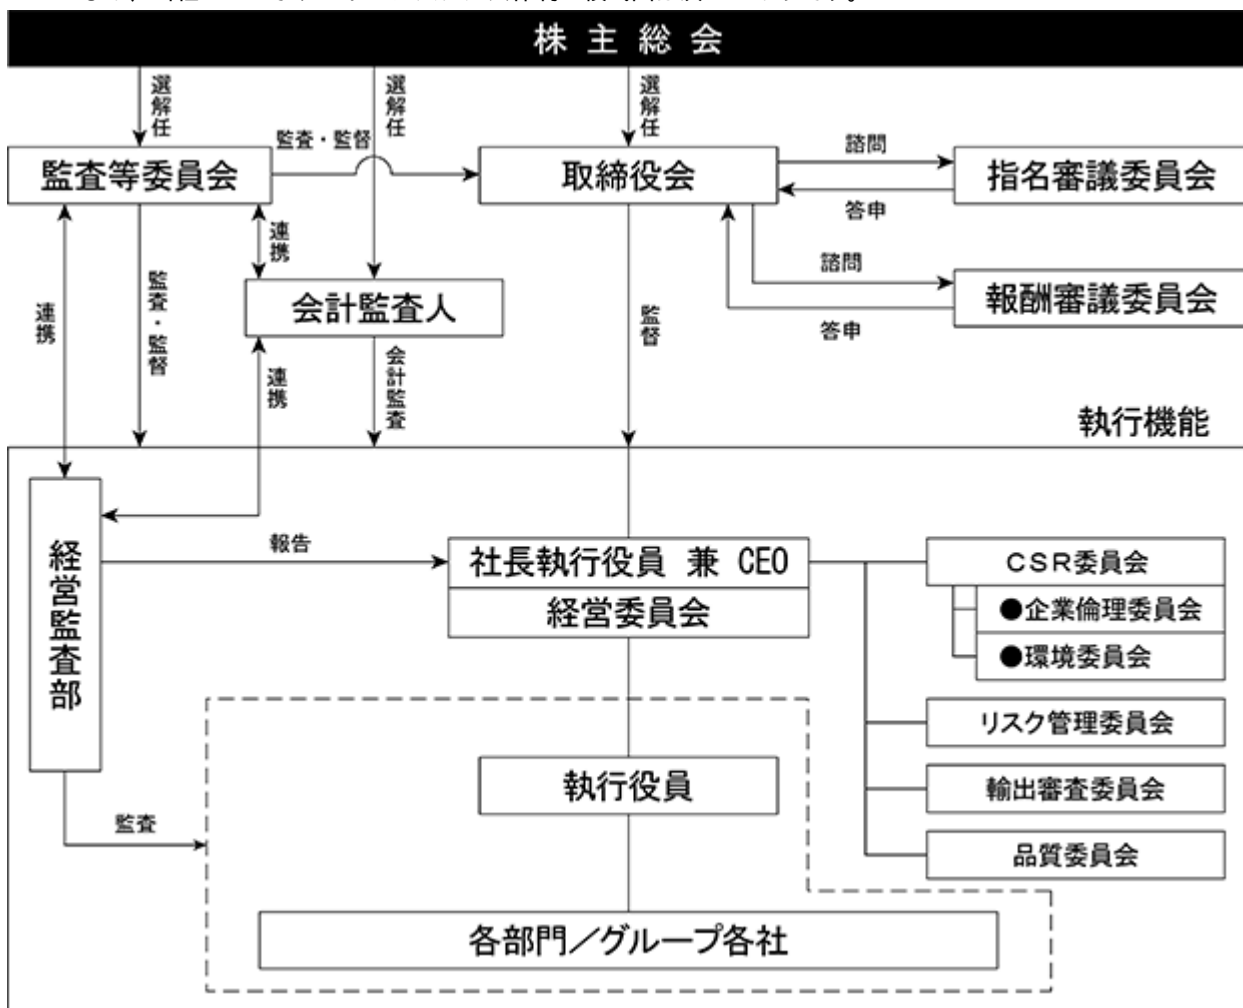 株主総会
選解任
選解任
選解任
監査・監督
監査等委員会
取締役会
諮問
指名審議委員会
答申
連携
諮問
報酬審議委員会
答申
会計監査人
連携
監査・監督
連携
会計監査
監督
執行機能
経営監査部
報告
社長執行役員 兼 CEO
経営委員会
CSR委員会
●企業倫理委員会
●環境委員会
リスク管理委員会
執行役員
輸出審査委員会
監査
品質委員会
各部門／グループ各社